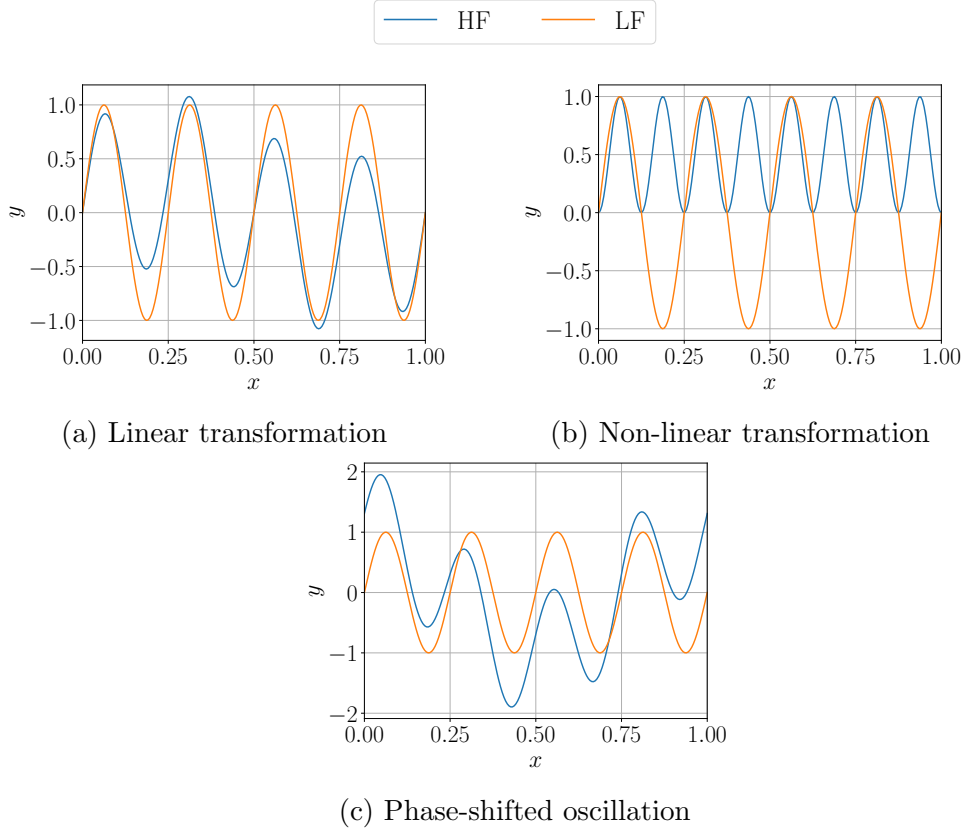 HF LF
1.0
0.5
0.0
−0.5
−1.0
y
0.00 0.25 0.50 0.75 1.00
x
(a) Linear transformation
1.0
0.5
0.0
−0.5
−1.0
y
0.00 0.25 0.50 0.75 1.00
x
(b) Non-linear transformation
2
1
0
−1
−2
y
0.00 0.25 0.50 0.75 1.00
x
(c) Phase-shifted oscillation